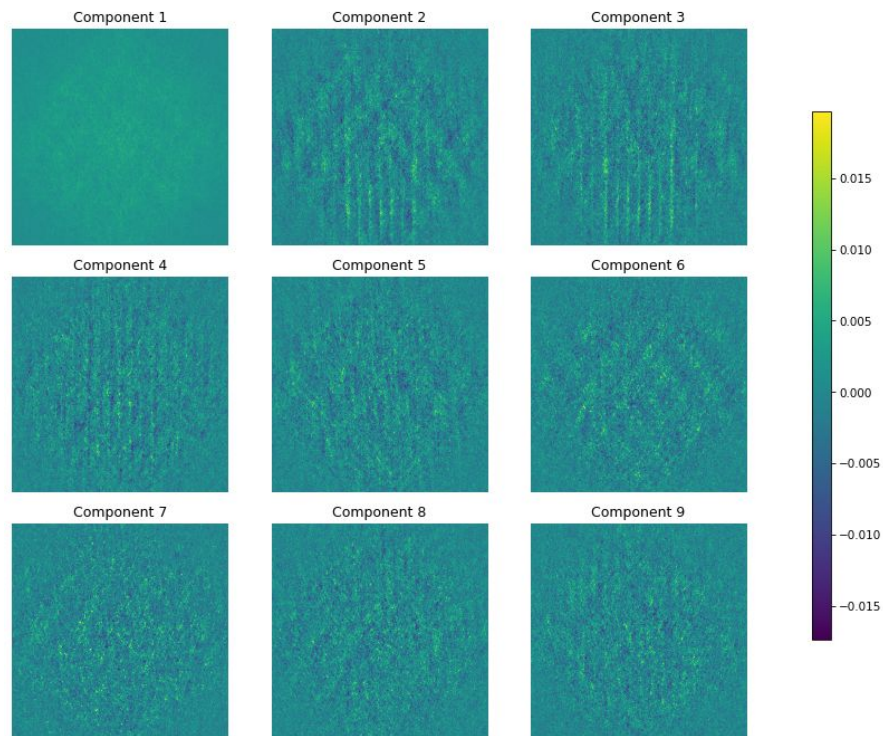 Component 1
Component 2
Component 3
Component 4
Component 5
Component 6
Component 7
Component 8
Component 9
0.015
0.010
0.005
0.000
−0.005
−0.010
−0.015